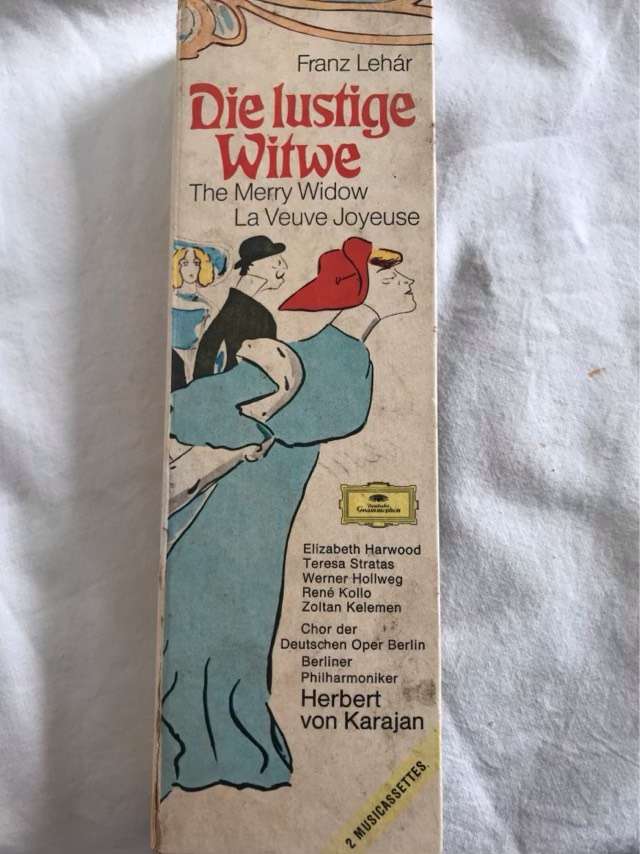 Franz Lehár
Die lustige
Witwe
The Merry Widow
La Veuve Joyeuse
Deutsche
Grammophon
Elizabeth Harwood
Teresa Stratas
Werner Hollweg
René Kollo
Zoltan Kelemen
Chor der
Deutschen Oper Berlin
Berliner
Philharmoniker
Herbert
von Karajan
2 MUSICASSETTES